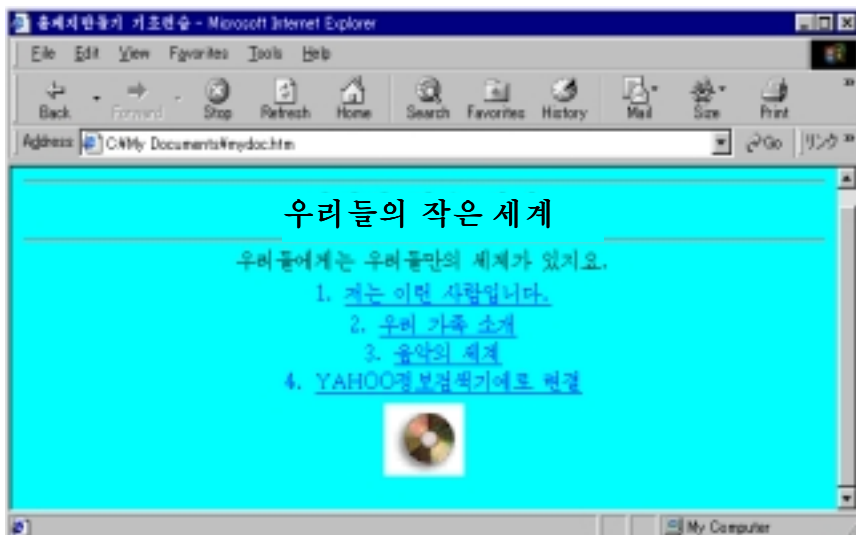 홈페지만들기 기초련습 - Microsoft Internet Explorer
File Edit View Favorites Tools Help
Back Forward Stop Refresh Home Search Favorites History Mail Size Print
Address C:₩My Documents₩mydoc.htm Go リンク
우리들의 작은 세계
우리들에게는 우리들만의 세계가 있지요.
1. 저는 이런 사람입니다.
2. 우리 가족 소개
3. 음악의 세계
4. YAHOO정보검색기에로 련결
My Computer